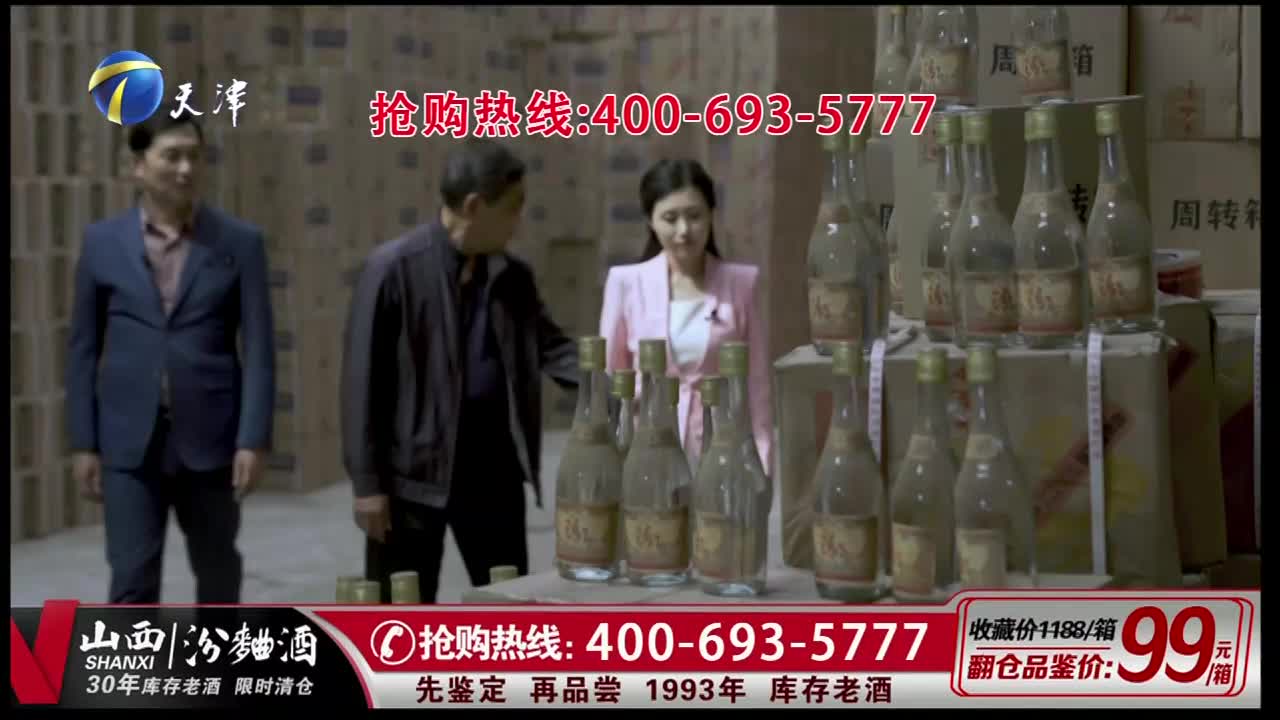 天津
抢购热线:400-693-5777
周转箱
周转箱
山西 汾麯酒
SHANXI
30年库存老酒 限时清仓
抢购热线: 400-693-5777
先鉴定 再品尝 1993年 库存老酒
收藏价1188/箱
翻仓品鉴价:99元/箱